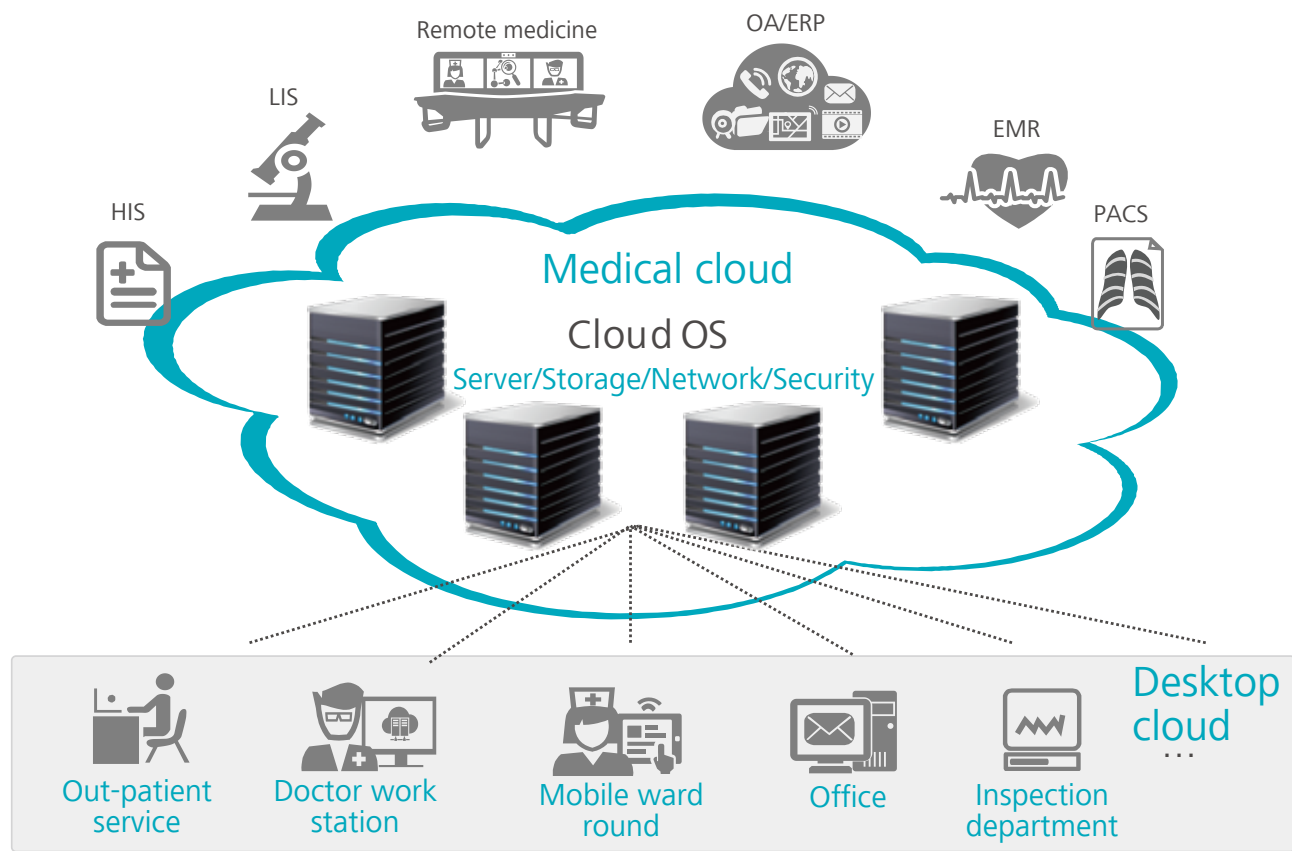 Remote medicine
OA/ERP
LIS
EMR
HIS
PACS
Medical cloud
Cloud OS
Server/Storage/Network/Security
Desktop
cloud
...
Out-patient
service
Doctor work
station
Mobile ward
round
Office
Inspection
department